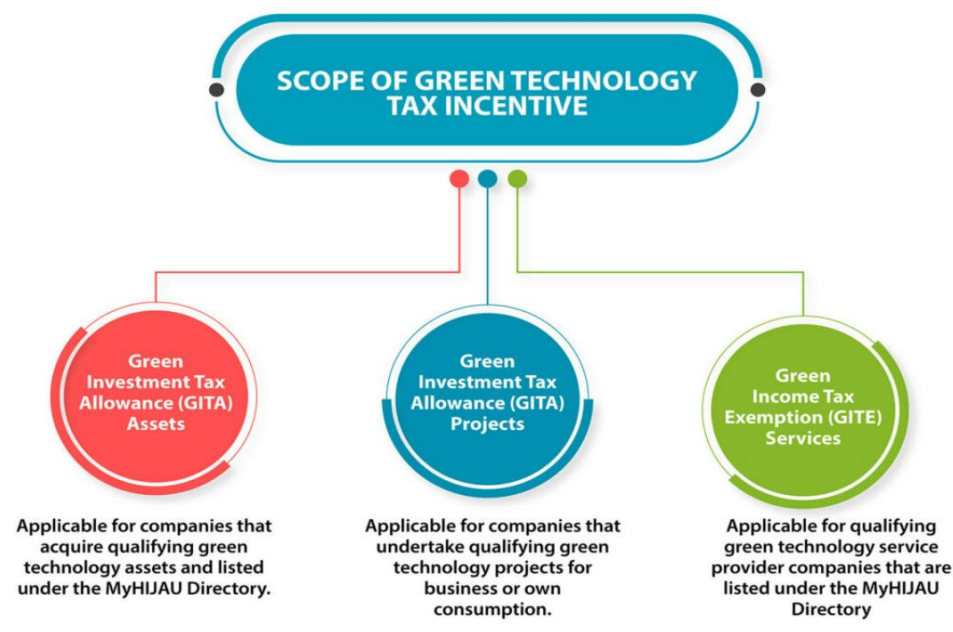 SCOPE OF GREEN TECHNOLOGY
TAX INCENTIVE
Green
Investment Tax
Allowance (GITA)
Assets
Applicable for companies that
acquire qualifying green
technology assets and listed
under the MyHIJAU Directory.
Green
Investment Tax
Allowance (GITA)
Projects
Applicable for companies that
undertake qualifying green
technology projects for
business or own
consumption.
Green
Income Tax
Exemption (GITE)
Services
Applicable for qualifying
green technology service
provider companies that are
listed under the MyHIJAU
Directory